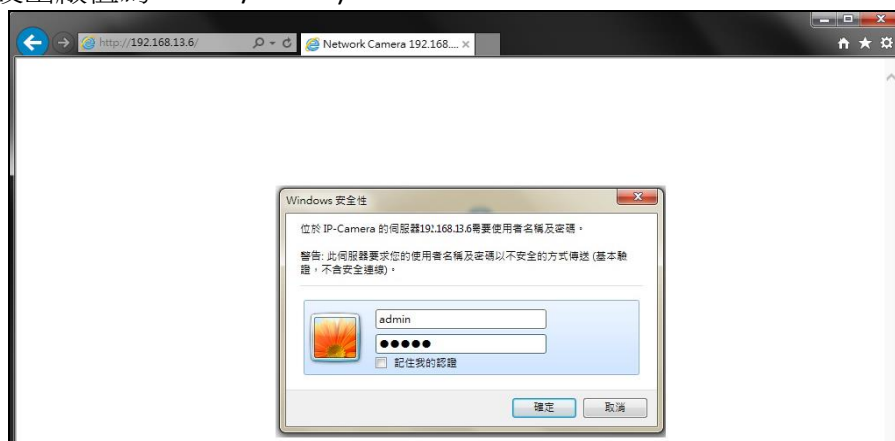 http://192.168.13.6/
Network Camera 192.168....
Windows 安全性
位於 IP-Camera 的伺服器192.168.13.6需要使用者名稱及密碼。
警告: 此伺服器要求您的使用者名稱及密碼以不安全的方式傳送 (基本驗
證，不含安全連線)。
admin
●●●●●
記住我的認證
確定
取消